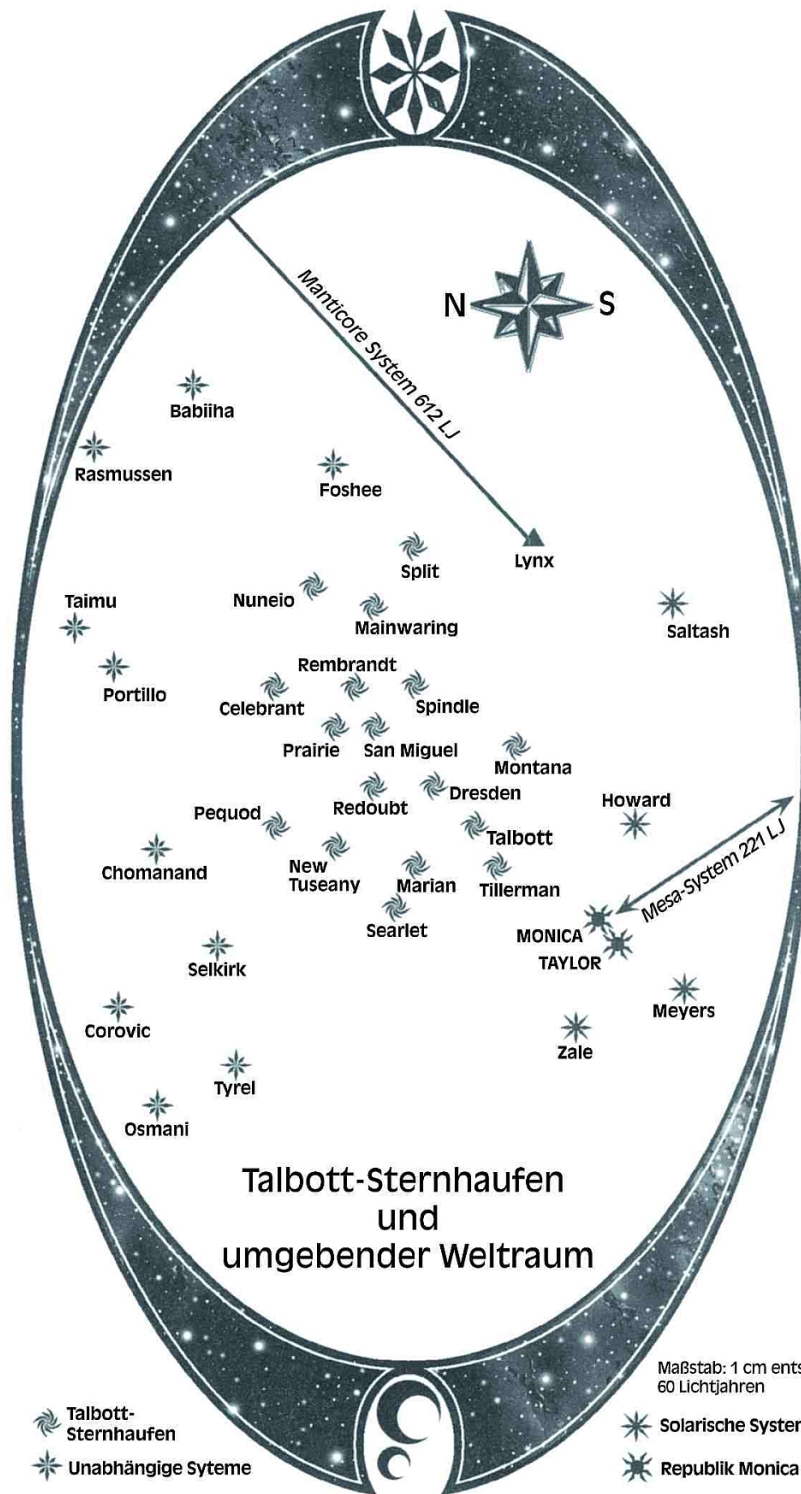 N S
Manticore System 612 LJ
Babiiha
Rasmussen
Foshee
Lynx
Split
Nuneio
Mainwaring
Taimu
Saltash
Portillo
Rembrandt
Celebrant
Spindle
Prairie
San Miguel
Montana
Redoubt
Dresden
Howard
Pequod
Talbott
Mesa-System 221 LJ
Chomanand
New
Tuseany
Marian
Tillerman
Searlet
MONICA
TAYLOR
Selkirk
Meyers
Corovic
Zale
Tyrel
Osmani
Talbott-Sternhaufen
und
umgebender Weltraum
Maßstab: 1 cm ents
60 Lichtjahren
Talbott-
Sternhaufen
Solarische System
Unabhängige Syteme
Republik Monica